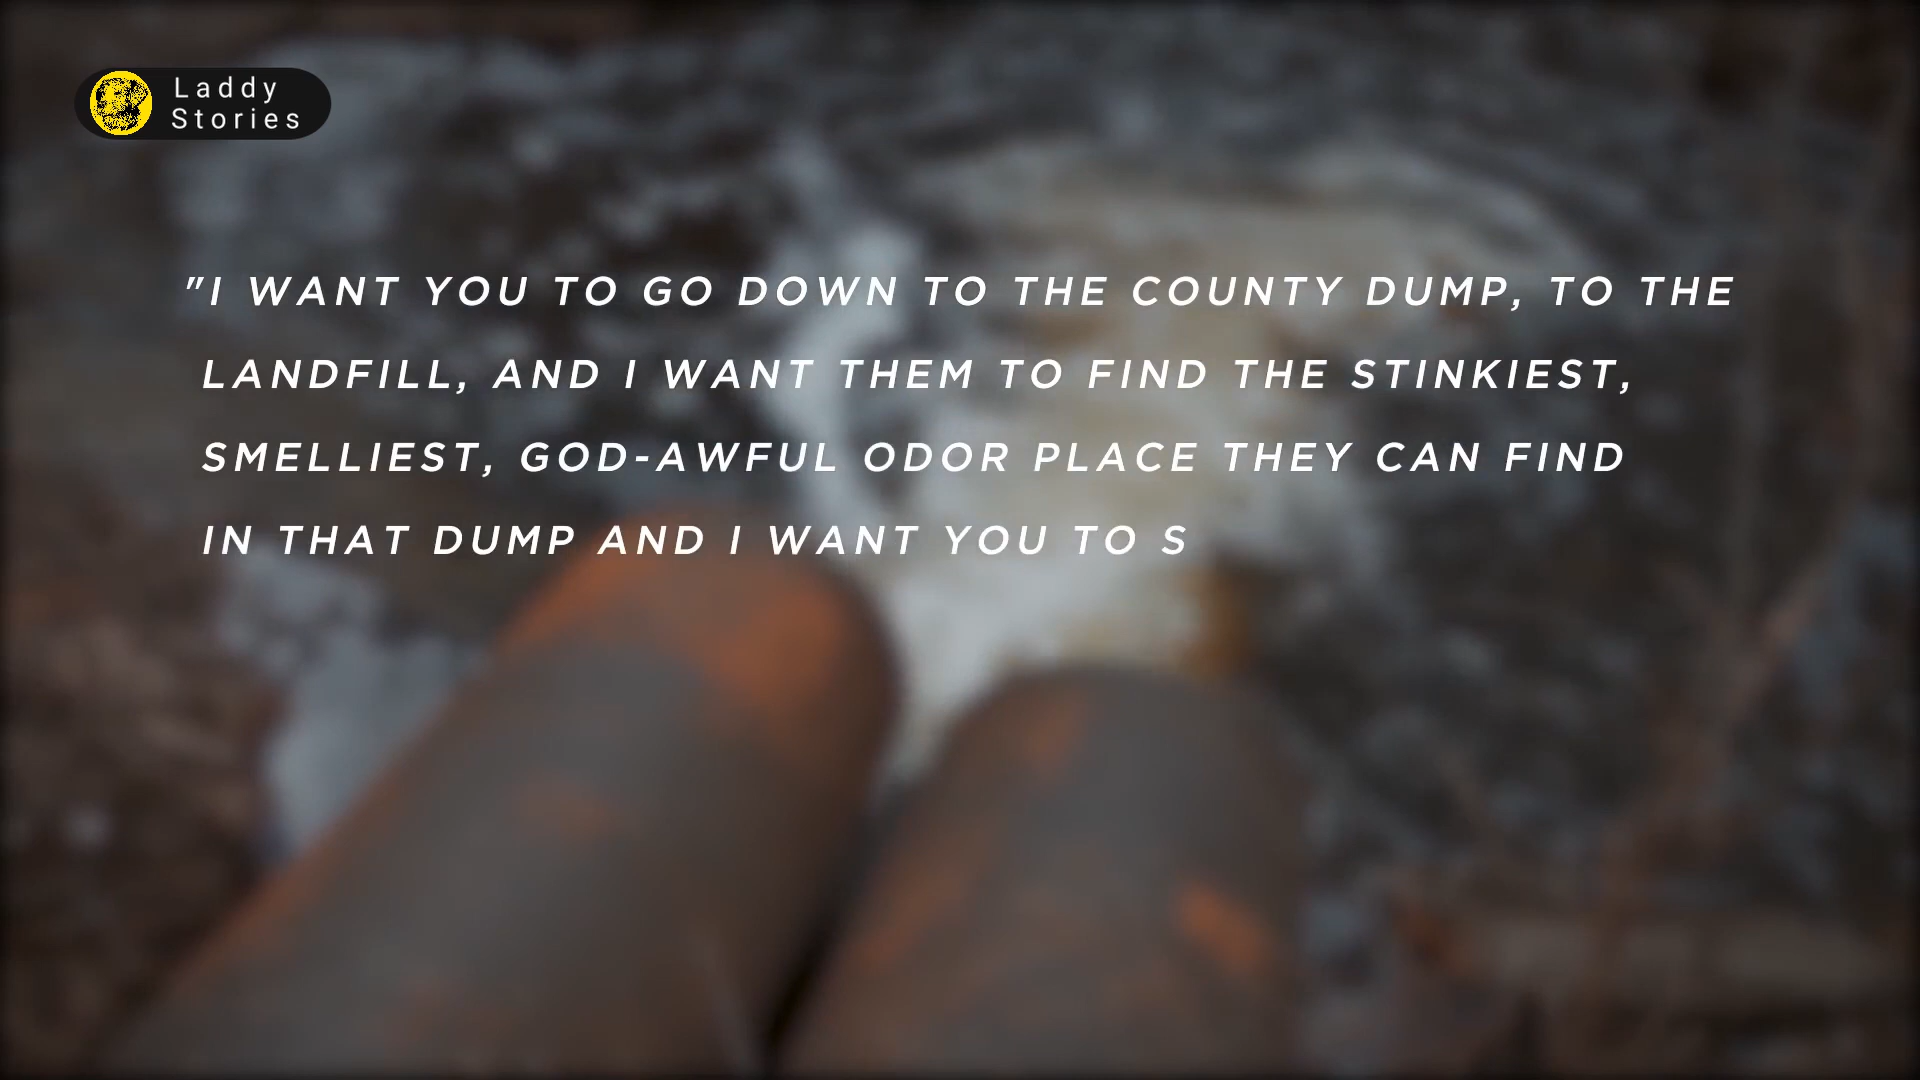 Laddy
Stories
"I WANT YOU TO GO DOWN TO THE COUNTY DUMP, TO THE
LANDFILL, AND I WANT THEM TO FIND THE STINKIEST,
SMELLIEST, GOD-AWFUL ODOR PLACE THEY CAN FIND
IN THAT DUMP AND I WANT YOU TO S